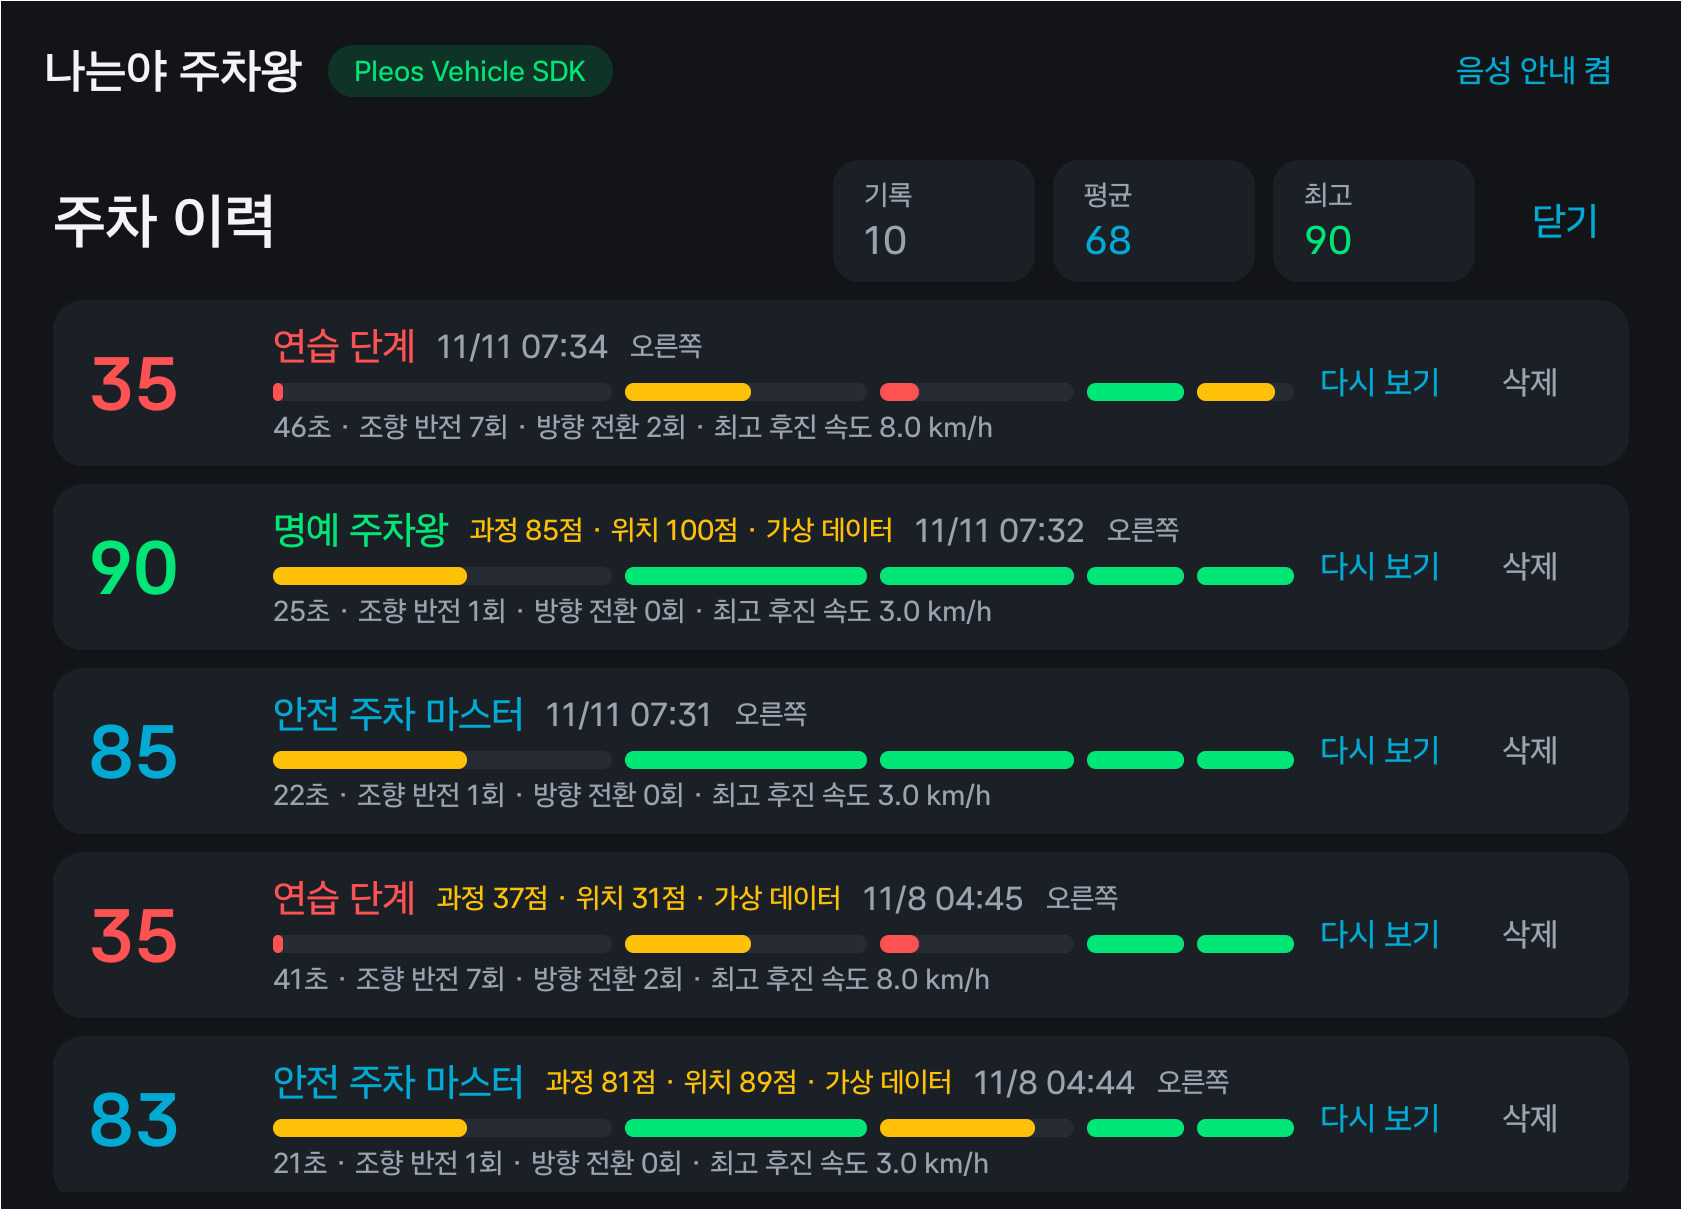 나는야 주차왕 Pleos Vehicle SDK 음성 안내 켬
주차 이력
기록
10
평균
68
최고
90
닫기
35
연습 단계 11/11 07:34 오른쪽
46초 · 조향 반전 7회 · 방향 전환 2회 · 최고 후진 속도 8.0 km/h
다시 보기 삭제
90
명예 주차왕 과정 85점 · 위치 100점 · 가상 데이터 11/11 07:32 오른쪽
25초 · 조향 반전 1회 · 방향 전환 0회 · 최고 후진 속도 3.0 km/h
다시 보기 삭제
85
안전 주차 마스터 11/11 07:31 오른쪽
22초 · 조향 반전 1회 · 방향 전환 0회 · 최고 후진 속도 3.0 km/h
다시 보기 삭제
35
연습 단계 과정 37점 · 위치 31점 · 가상 데이터 11/8 04:45 오른쪽
41초 · 조향 반전 7회 · 방향 전환 2회 · 최고 후진 속도 8.0 km/h
다시 보기 삭제
83
안전 주차 마스터 과정 81점 · 위치 89점 · 가상 데이터 11/8 04:44 오른쪽
21초 · 조향 반전 1회 · 방향 전환 0회 · 최고 후진 속도 3.0 km/h
다시 보기 삭제